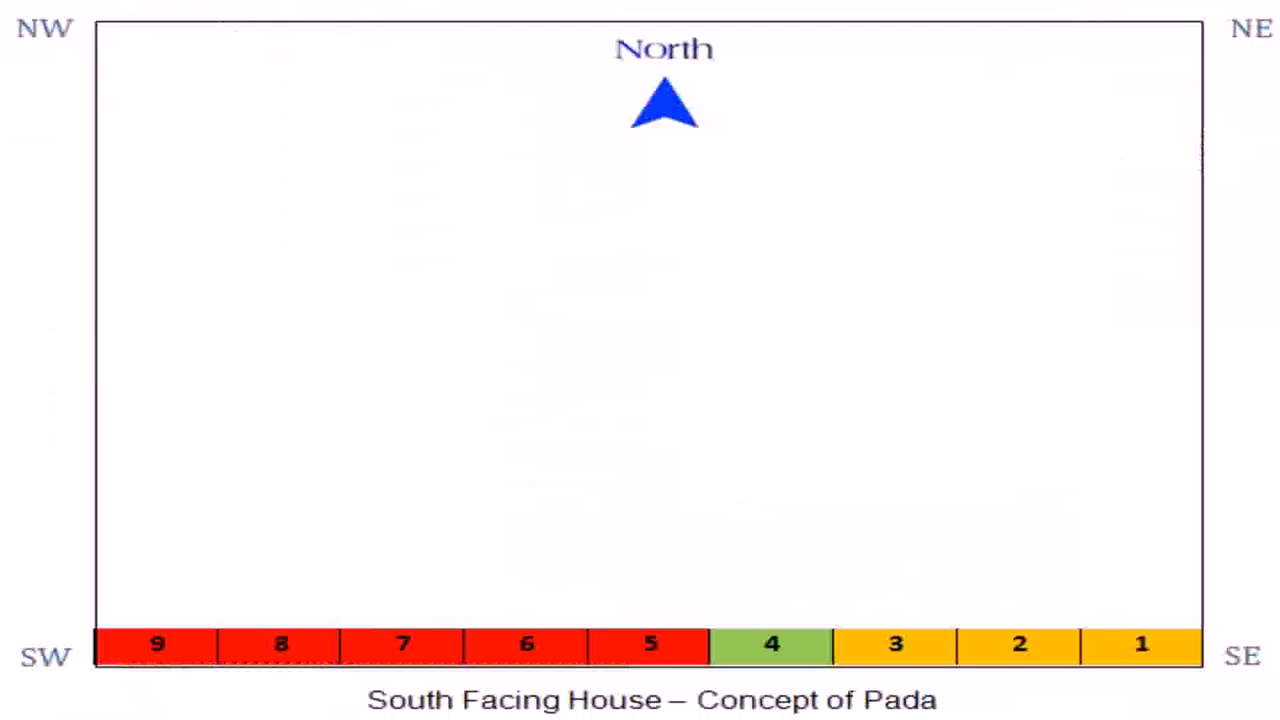 NW
NE
North
9 8 7 6 5 4 3 2 1
SW
SE
South Facing House – Concept of Pada